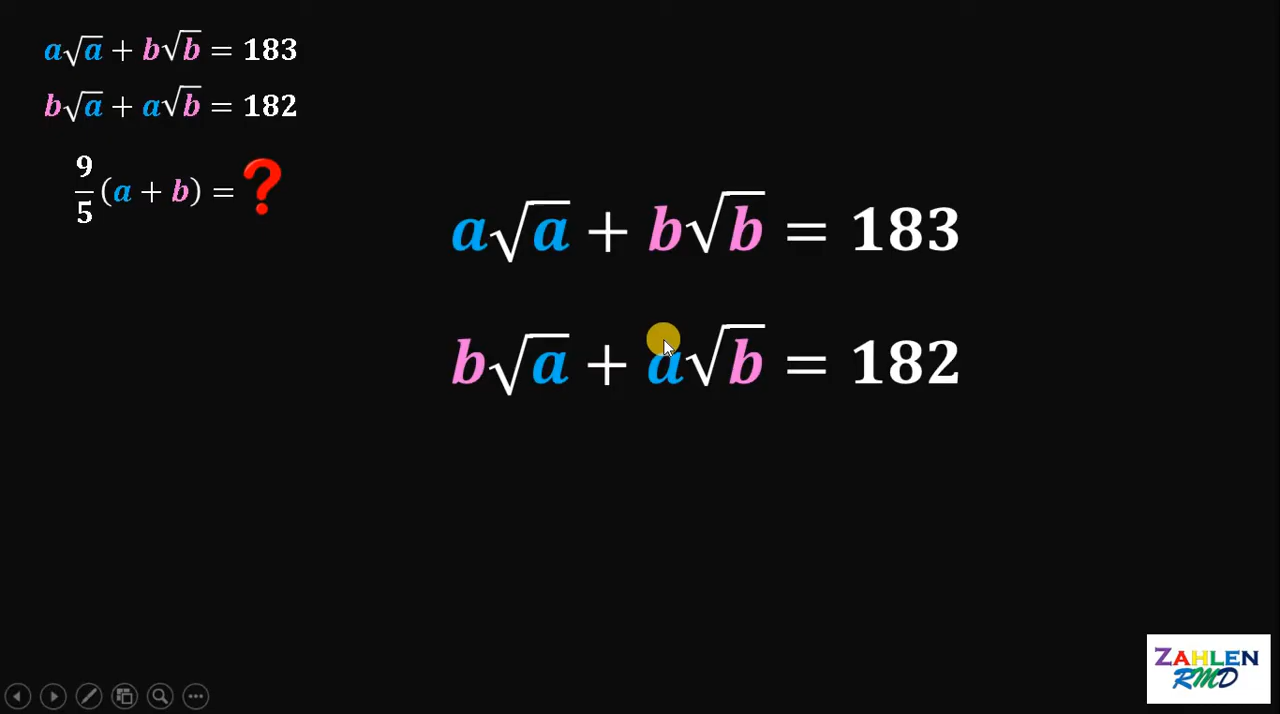 a√a + b√b = 183
b√a + a√b = 182
9/5 (a + b) = ❓
a√a + b√b = 183
b√a + a√b = 182
ZAHLEN
RMD